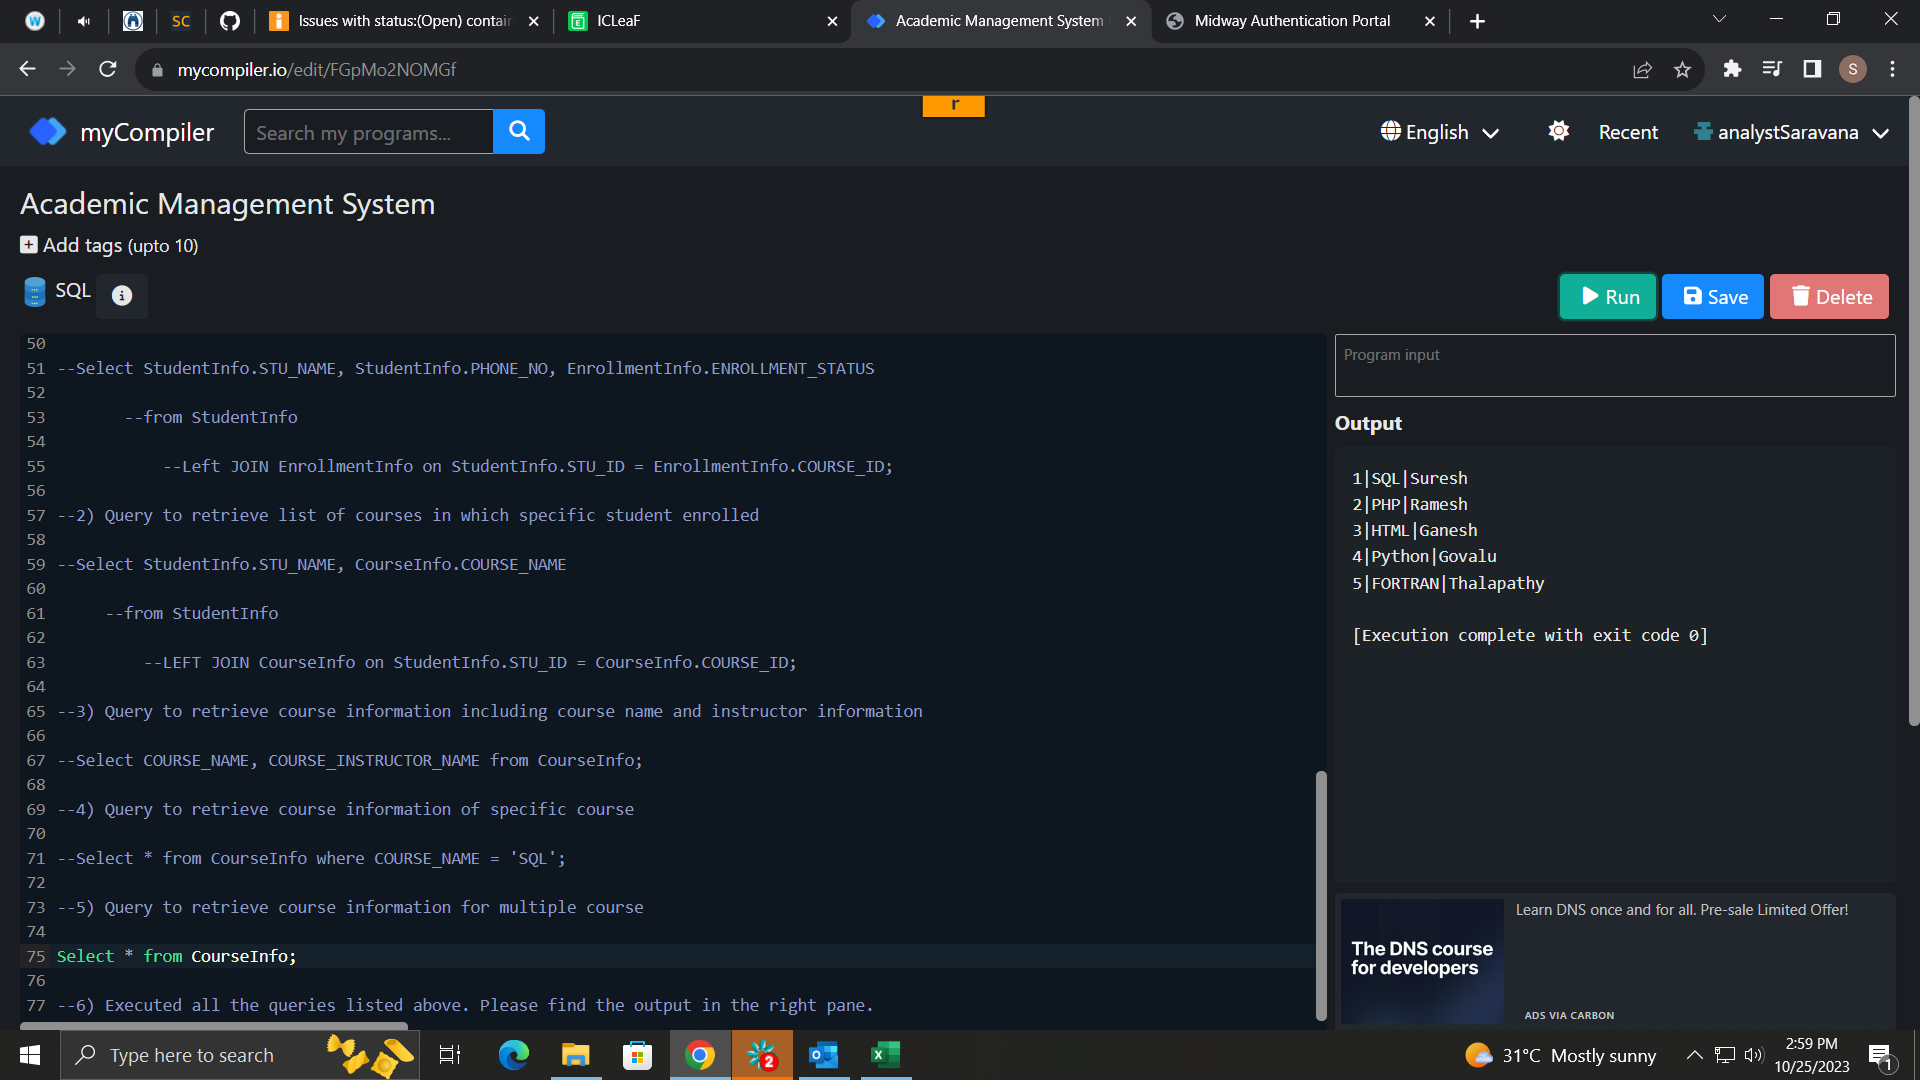 SC
Issues with status:(Open) contain
ICLeaF
Academic Management System
Midway Authentication Portal
mycompiler.io/edit/FGpMo2NOMGf
S
r
myCompiler
Search my programs...
English
Recent
analystSaravana
Academic Management System
Add tags (upto 10)
SQL
Run
Save
Delete
50
51 --Select StudentInfo.STU_NAME, StudentInfo.PHONE_NO, EnrollmentInfo.ENROLLMENT_STATUS
52
53 --from StudentInfo
54
55 --Left JOIN EnrollmentInfo on StudentInfo.STU_ID = EnrollmentInfo.COURSE_ID;
56
57 --2) Query to retrieve list of courses in which specific student enrolled
58
59 --Select StudentInfo.STU_NAME, CourseInfo.COURSE_NAME
60
61 --from StudentInfo
62
63 --LEFT JOIN CourseInfo on StudentInfo.STU_ID = CourseInfo.COURSE_ID;
64
65 --3) Query to retrieve course information including course name and instructor information
66
67 --Select COURSE_NAME, COURSE_INSTRUCTOR_NAME from CourseInfo;
68
69 --4) Query to retrieve course information of specific course
70
71 --Select * from CourseInfo where COURSE_NAME = 'SQL';
72
73 --5) Query to retrieve course information for multiple course
74
75 Select * from CourseInfo;
76
77 --6) Executed all the queries listed above. Please find the output in the right pane.
Program input
Output
1|SQL|Suresh
2|PHP|Ramesh
3|HTML|Ganesh
4|Python|Govalu
5|FORTRAN|Thalapathy
[Execution complete with exit code 0]
The DNS course
for developers
Learn DNS once and for all. Pre-sale Limited Offer!
ADS VIA CARBON
Type here to search
2
31°C Mostly sunny
2:59 PM
10/25/2023
1